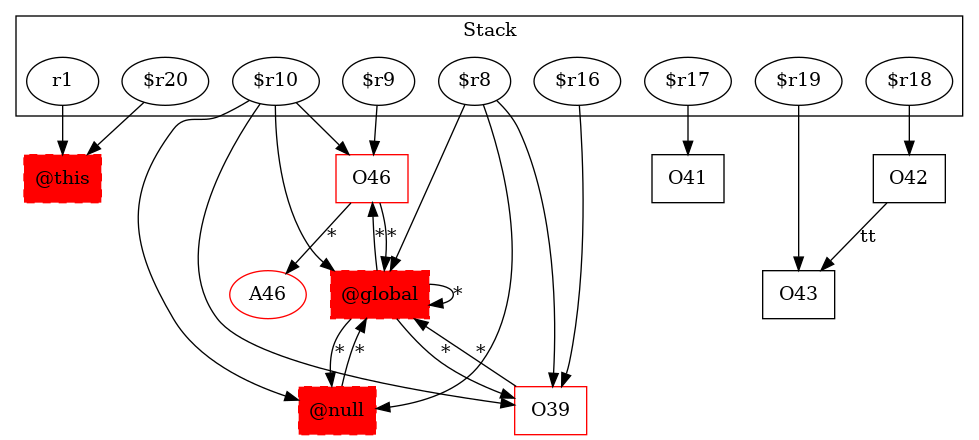 Stack
r1 $r20 $r10 $r9 $r8 $r16 $r17 $r19 $r18
@this O46 O41 O42
* * * tt
A46 @global * O43
* * * *
@null O39